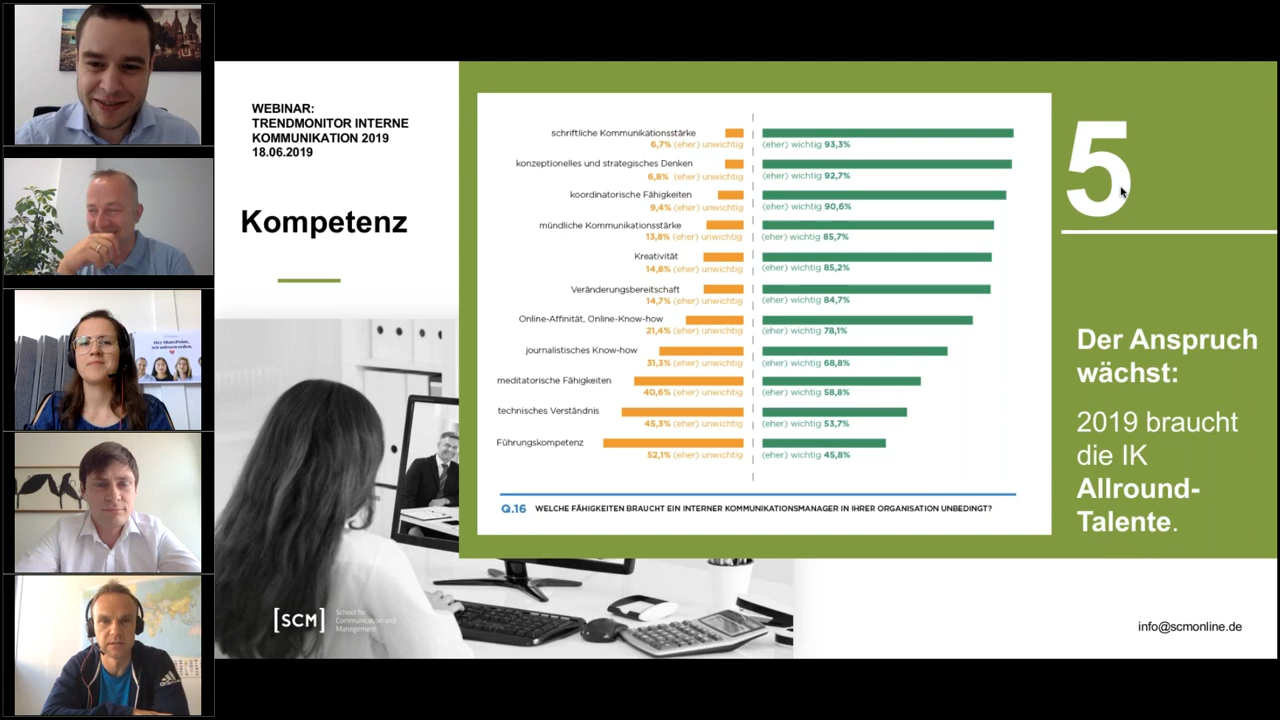 WEBINAR:
TRENDMONITOR INTERNE
KOMMUNIKATION 2019
18.06.2019
Kompetenz
schriftliche Kommunikationsstärke
6,7% (eher) unwichtig
(eher) wichtig 93,3%
konzeptionelles und strategisches Denken
6,8% (eher) unwichtig
(eher) wichtig 92,7%
koordinatorische Fähigkeiten
9,4% (eher) unwichtig
(eher) wichtig 90,6%
mündliche Kommunikationsstärke
13,8% (eher) unwichtig
(eher) wichtig 85,7%
Kreativität
14,8% (eher) unwichtig
(eher) wichtig 85,2%
Veränderungsbereitschaft
14,7% (eher) unwichtig
(eher) wichtig 84,7%
Online-Affinität, Online-Know-how
21,4% (eher) unwichtig
(eher) wichtig 78,1%
journalistisches Know-how
31,3% (eher) unwichtig
(eher) wichtig 68,8%
meditatorische Fähigkeiten
40,6% (eher) unwichtig
(eher) wichtig 58,8%
technisches Verständnis
45,3% (eher) unwichtig
(eher) wichtig 53,7%
Führungskompetenz
52,1% (eher) unwichtig
(eher) wichtig 45,8%
Q.16 WELCHE FÄHIGKEITEN BRAUCHT EIN INTERNER KOMMUNIKATIONSMANAGER IN IHRER ORGANISATION UNBEDINGT?
5
Der Anspruch
wächst:
2019 braucht
die IK
Allround-
Talente.
[SCM]
School for
Communication and
Management
info@scmonline.de
Hey SharePoint,
wir müssen reden.
adidas